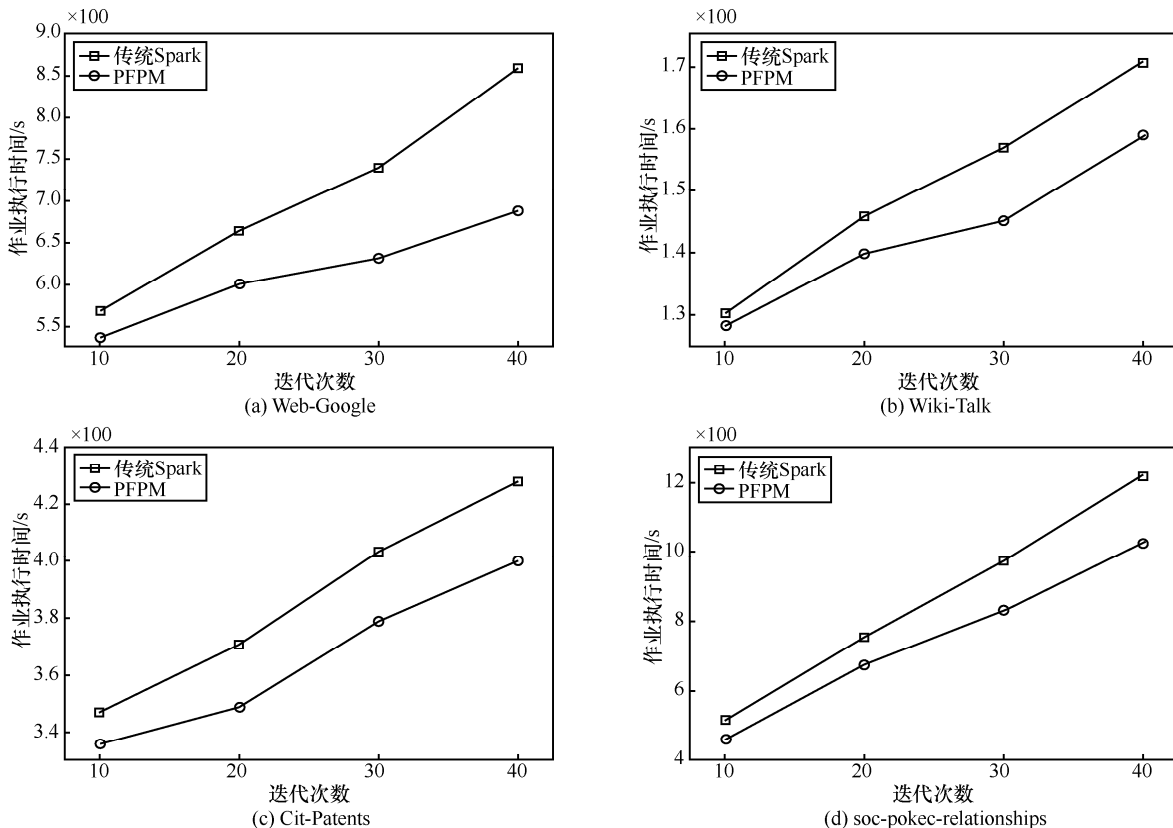 ×100
9.0
8.5
8.0
7.5
7.0
6.5
6.0
5.5
作业执行时间/s
传统Spark
PFPM
10 20 30 40
迭代次数
(a) Web-Google
×100
1.7
1.6
1.5
1.4
1.3
作业执行时间/s
传统Spark
PFPM
10 20 30 40
迭代次数
(b) Wiki-Talk
×100
4.4
4.2
4.0
3.8
3.6
3.4
作业执行时间/s
传统Spark
PFPM
10 20 30 40
迭代次数
(c) Cit-Patents
×100
12
10
8
6
4
作业执行时间/s
传统Spark
PFPM
10 20 30 40
迭代次数
(d) soc-pokec-relationships